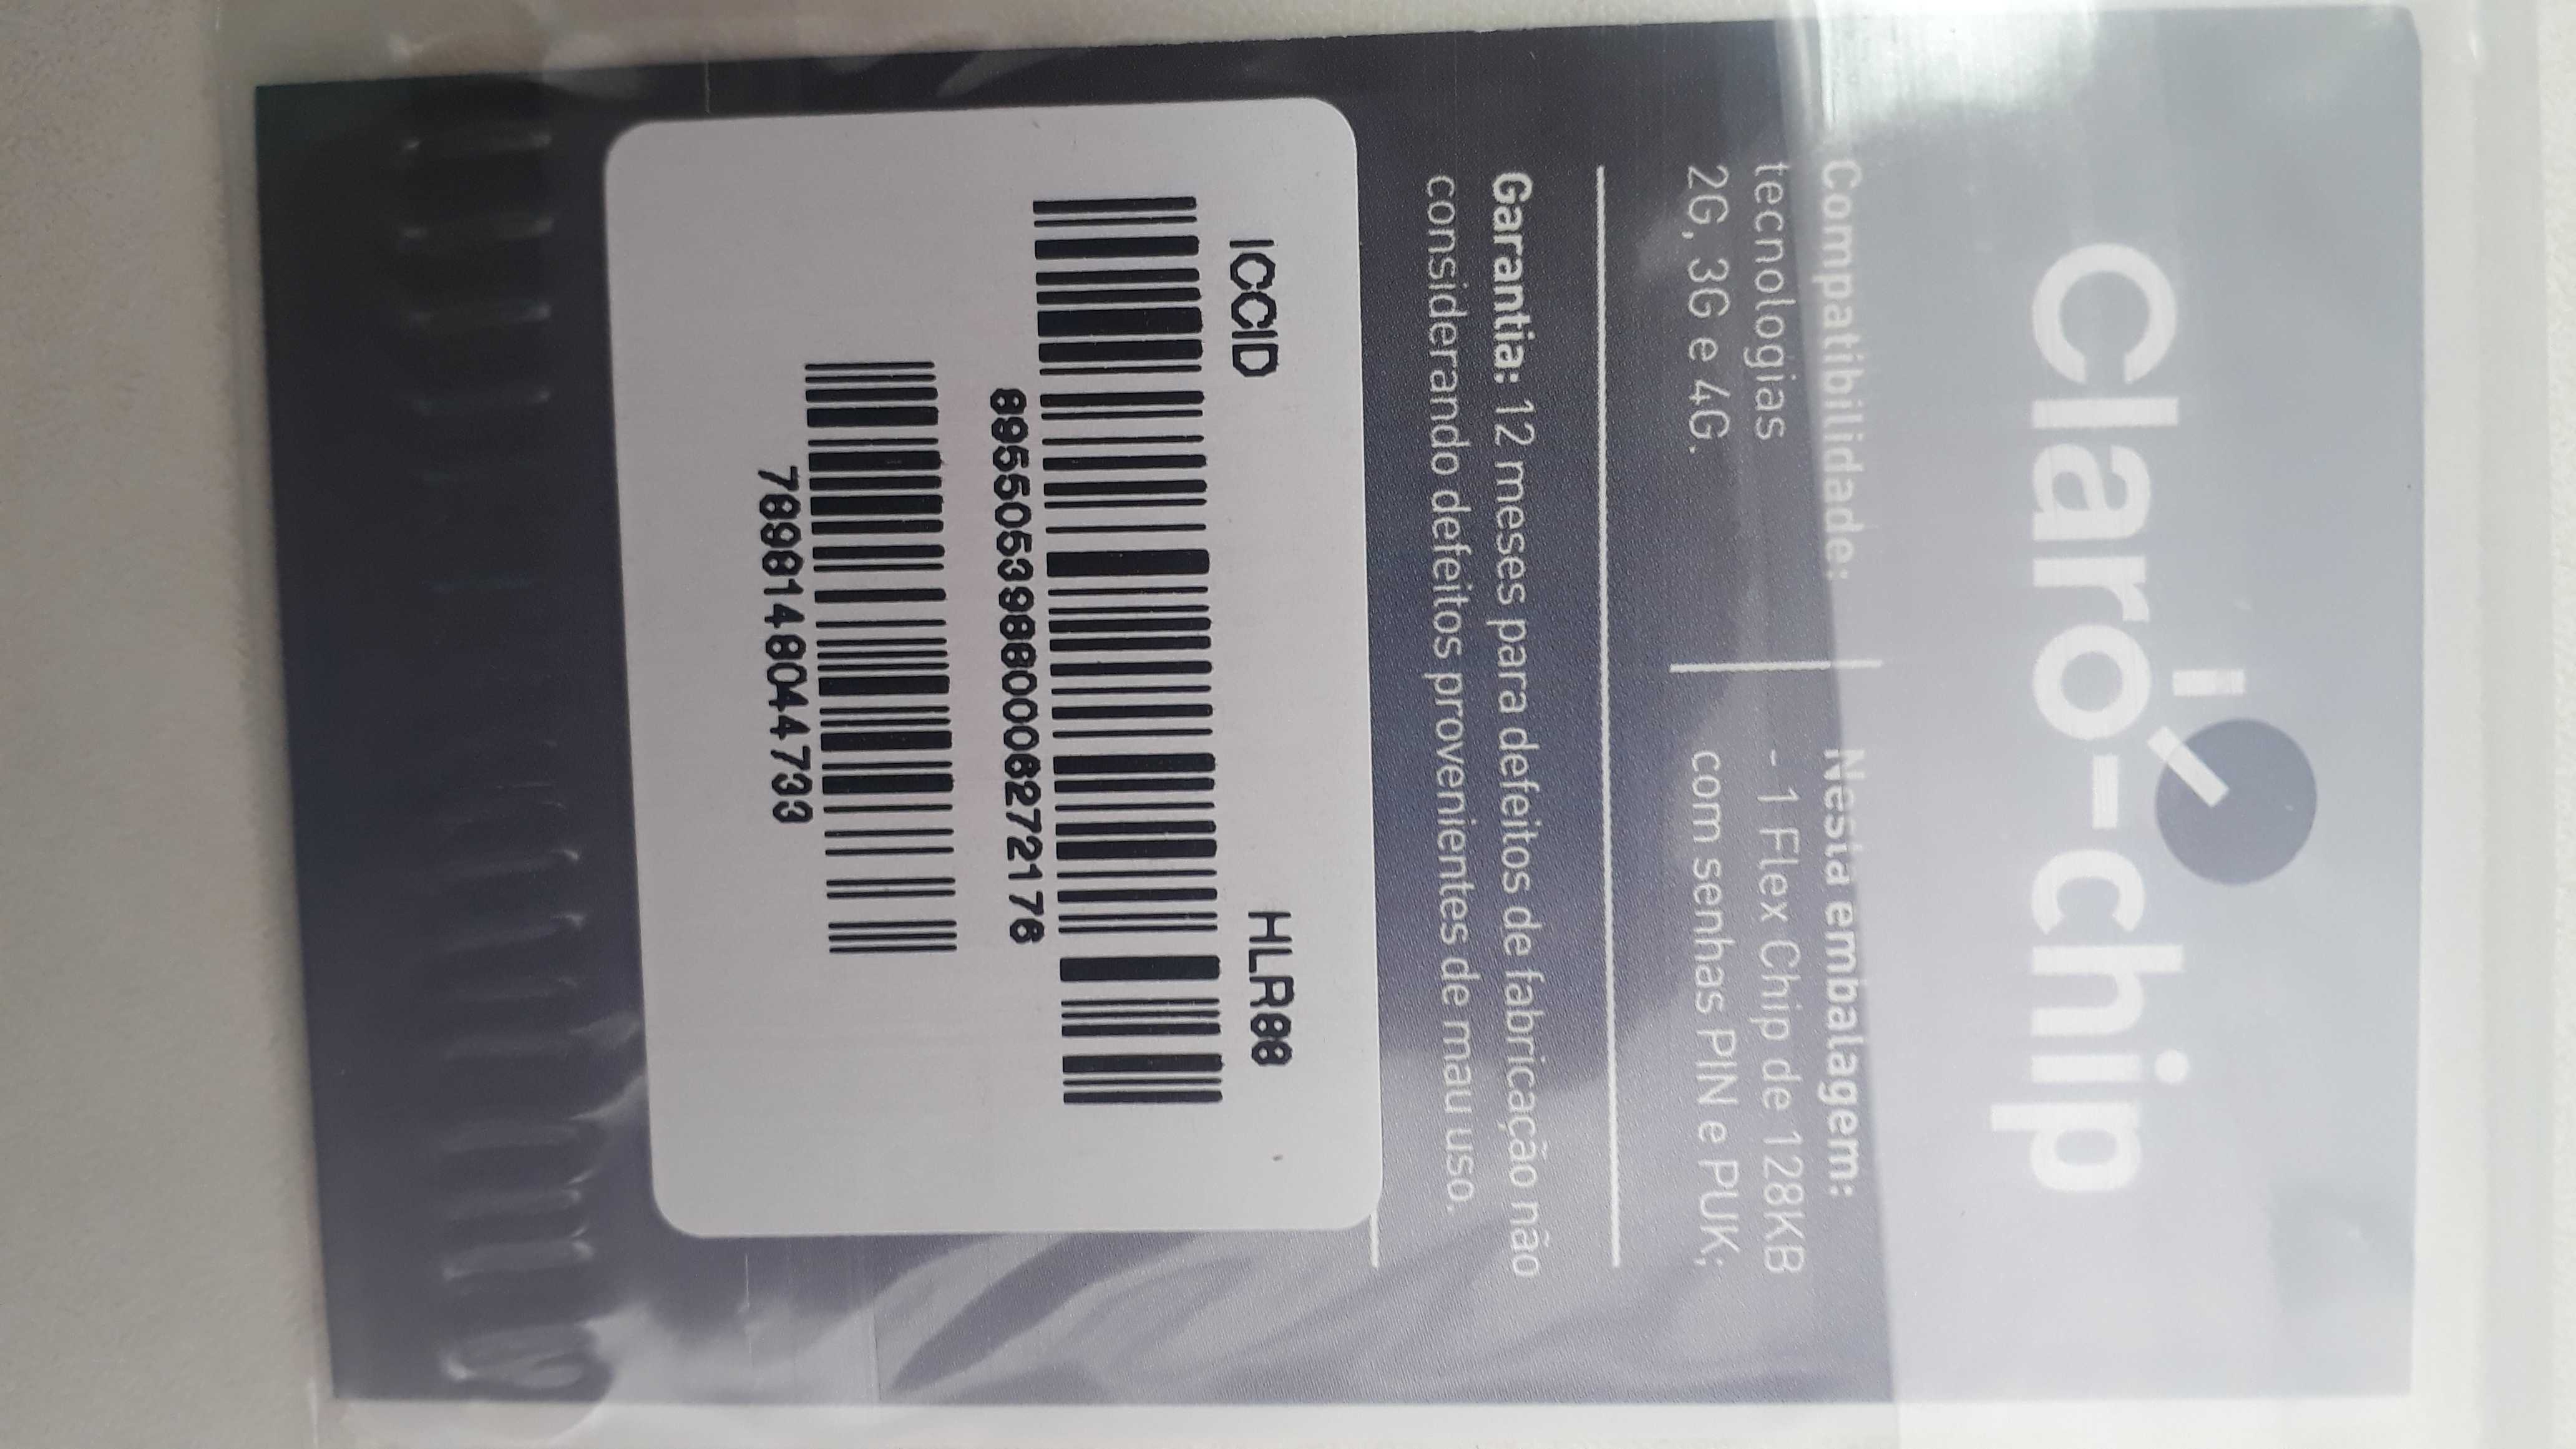 Claro-chip
Compatibilidade:
tecnologias
2G, 3G e 4G.
Nesta embalagem:
- 1 Flex Chip de 128KB
com senhas PIN e PUK;
Garantia: 12 meses para defeitos de fabricação não
considerando defeitos provenientes de mau uso.
ICCID HLR88
89550539880006272176
7898148044733